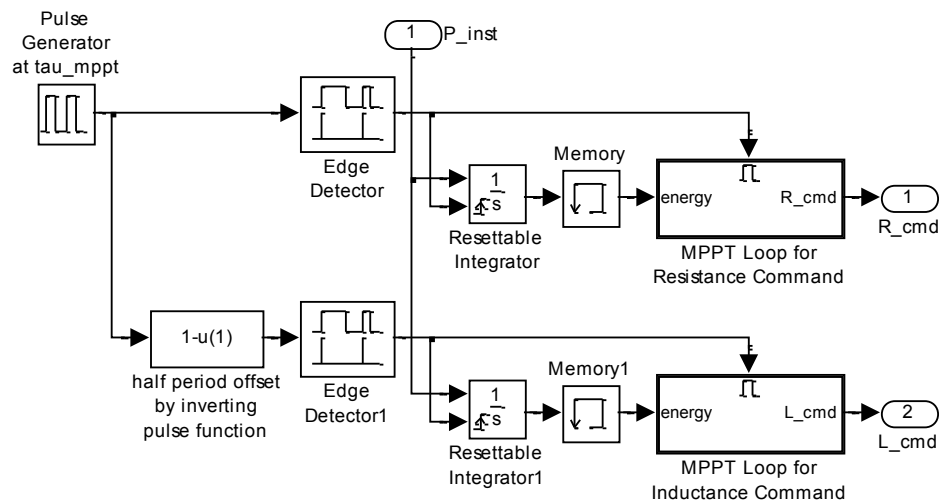 Pulse
Generator
at tau_mppt
1
P_inst
Edge
Detector
1
s
Resettable
Integrator
Memory
energy
R_cmd
MPPT Loop for
Resistance Command
1
R_cmd
1-u(1)
half period offset
by inverting
pulse function
Edge
Detector1
1
s
Resettable
Integrator1
Memory1
energy
L_cmd
MPPT Loop for
Inductance Command
2
L_cmd